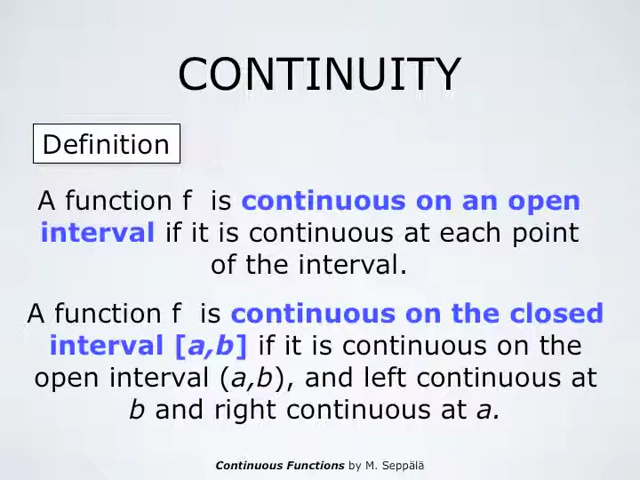 CONTINUITY
Definition
A function f is continuous on an open
interval if it is continuous at each point
of the interval.
A function f is continuous on the closed
interval [a,b] if it is continuous on the
open interval (a,b), and left continuous at
b and right continuous at a.
Continuous Functions by M. Seppälä